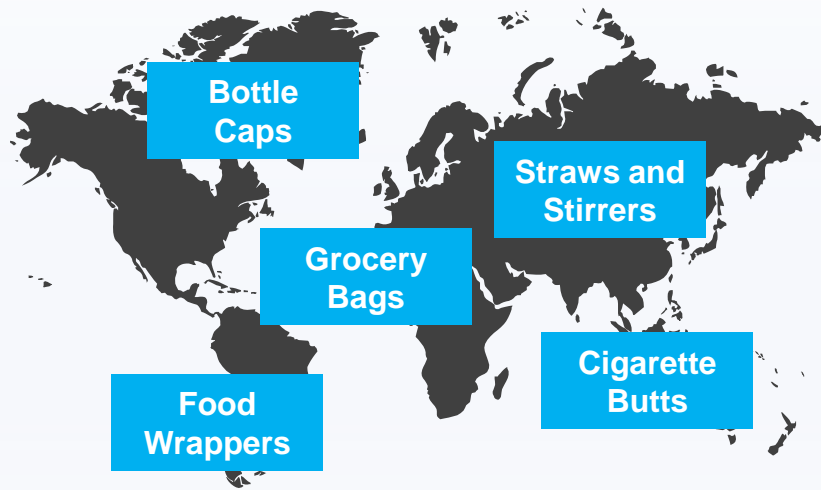 Bottle
Caps
Straws and
Stirrers
Grocery
Bags
Cigarette
Butts
Food
Wrappers